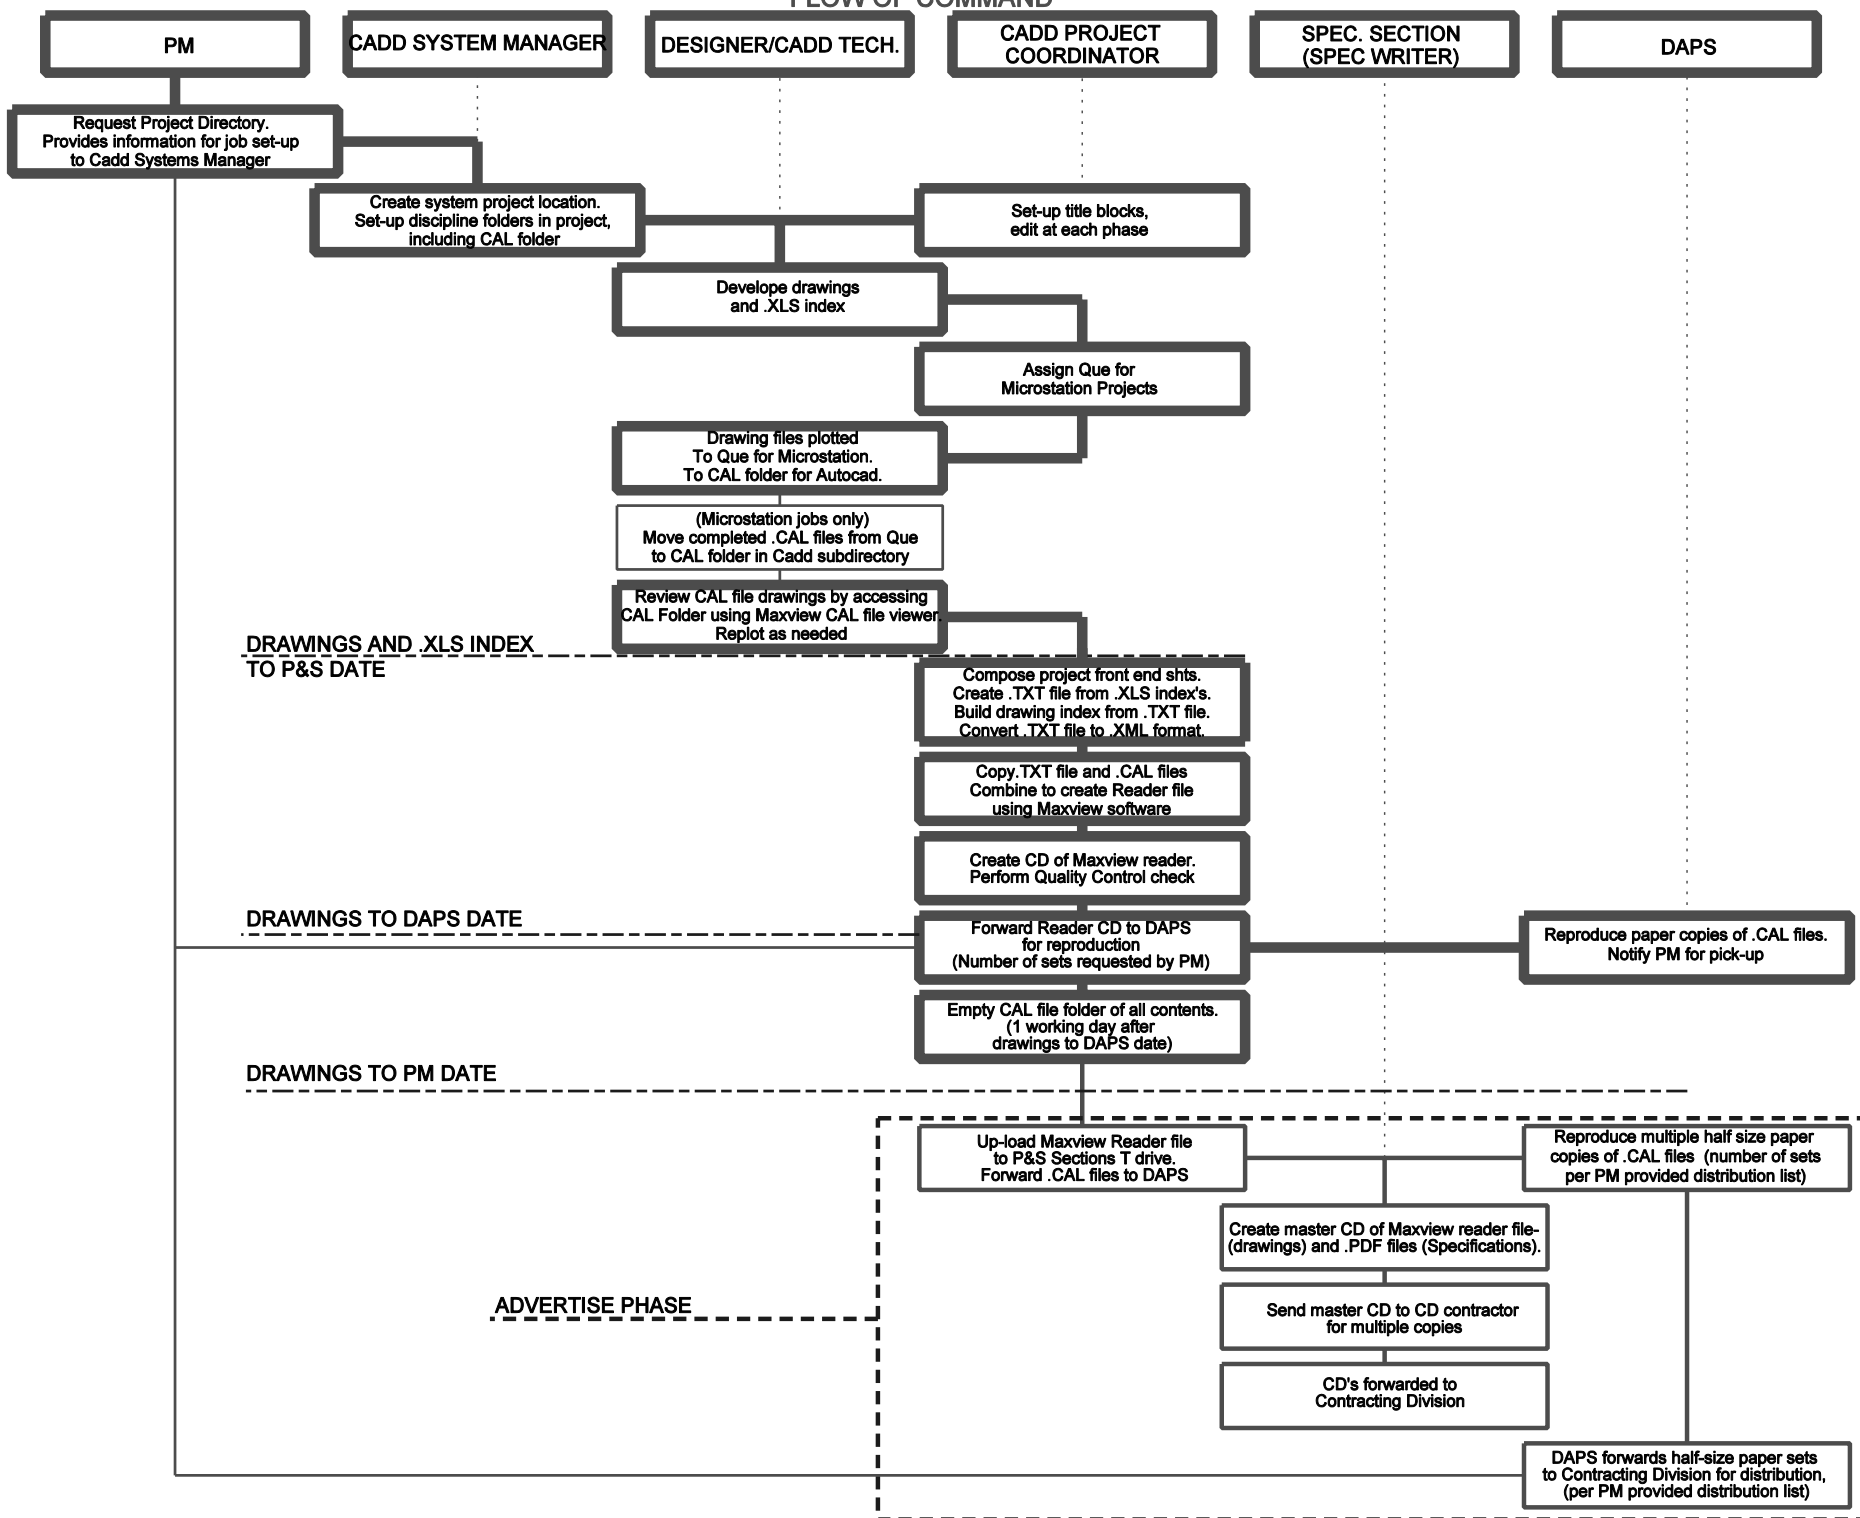 FLOW OF COMMAND
PM
CADD SYSTEM MANAGER
DESIGNER/CADD TECH.
CADD PROJECT
COORDINATOR
SPEC. SECTION
(SPEC WRITER)
DAPS
Request Project Directory.
Provides information for job set-up
to Cadd Systems Manager
Create system project location.
Set-up discipline folders in project,
including CAL folder
Set-up title blocks,
edit at each phase
Develope drawings
and .XLS index
Assign Que for
Microstation Projects
Drawing files plotted
To Que for Microstation.
To CAL folder for Autocad.
(Microstation jobs only)
Move completed .CAL files from Que
to CAL folder in Cadd subdirectory
Review CAL file drawings by accessing
CAL Folder using Maxview CAL file viewer.
Replot as needed
DRAWINGS AND .XLS INDEX
TO P&S DATE
Compose project front end shts.
Create .TXT file from .XLS index's.
Build drawing index from .TXT file.
Convert .TXT file to .XML format.
Copy.TXT file and .CAL files
Combine to create Reader file
using Maxview software
Create CD of Maxview reader.
Perform Quality Control check
DRAWINGS TO DAPS DATE
Forward Reader CD to DAPS
for reproduction
(Number of sets requested by PM)
Reproduce paper copies of .CAL files.
Notify PM for pick-up
Empty CAL file folder of all contents.
(1 working day after
drawings to DAPS date)
DRAWINGS TO PM DATE
Up-load Maxview Reader file
to P&S Sections T drive.
Forward .CAL files to DAPS
Reproduce multiple half size paper
copies of .CAL files (number of sets
per PM provided distribution list)
Create master CD of Maxview reader file-
(drawings) and .PDF files (Specifications).
ADVERTISE PHASE
Send master CD to CD contractor
for multiple copies
CD's forwarded to
Contracting Division
DAPS forwards half-size paper sets
to Contracting Division for distribution,
(per PM provided distribution list)